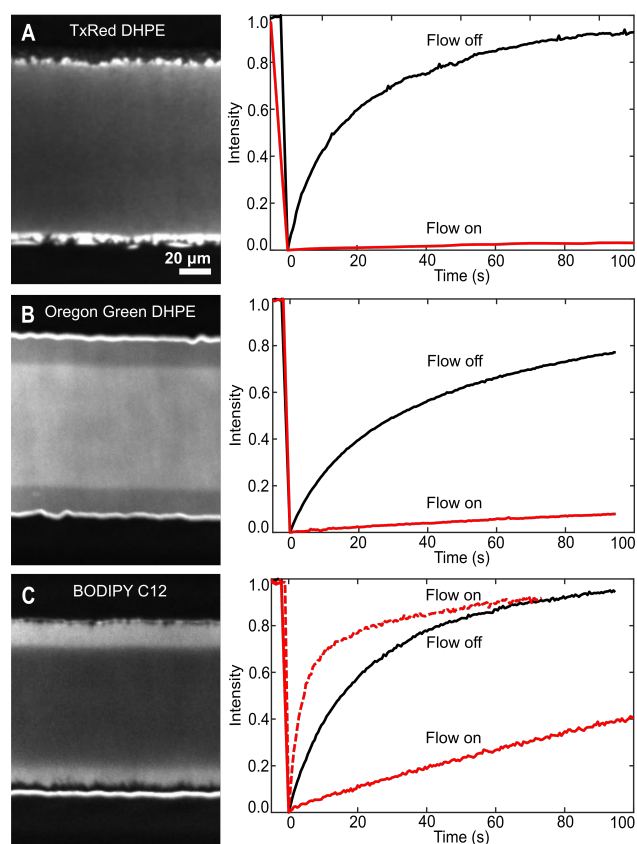 A
TxRed DHPE
20 µm
1.0
0.8
0.6
0.4
0.2
0.0
Intensity
Flow off
Flow on
0
20
40
60
80
100
Time (s)
B
Oregon Green DHPE
1.0
0.8
0.6
0.4
0.2
0.0
Intensity
Flow off
Flow on
0
20
40
60
80
100
Time (s)
C
BODIPY C12
1.0
0.8
0.6
0.4
0.2
0.0
Intensity
Flow on
Flow off
Flow on
0
20
40
60
80
100
Time (s)